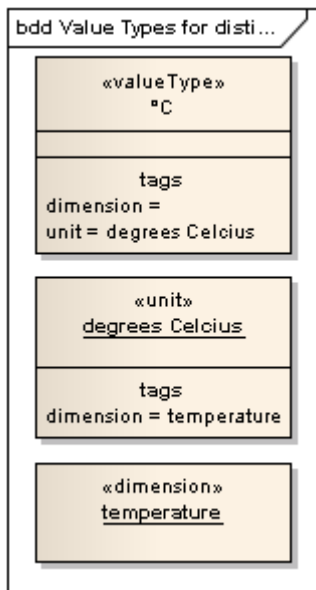 bdd Value Types for disti...
«valueType»
°C
tags
dimension =
unit = degrees Celcius
«unit»
degrees Celcius
tags
dimension = temperature
«dimension»
temperature